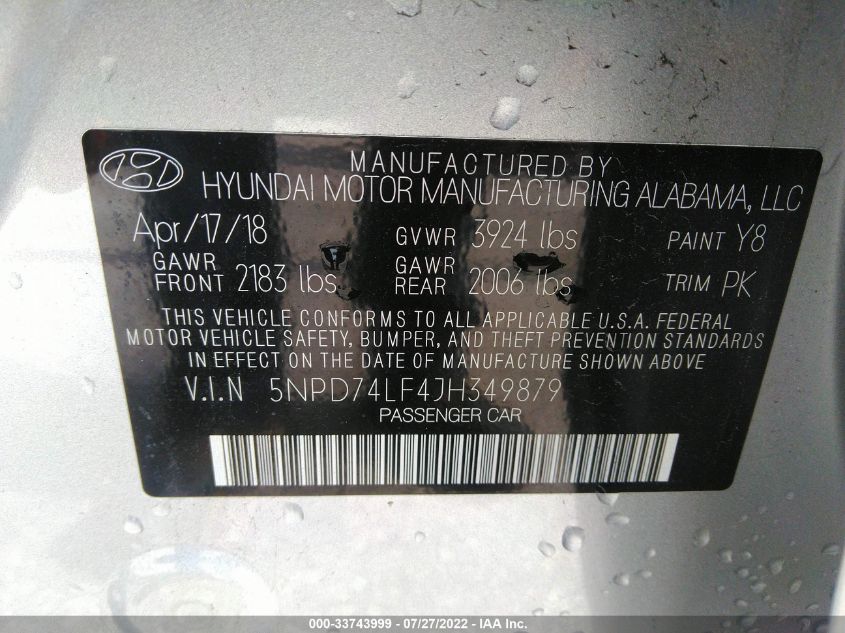 MANUFACTURED BY
HYUNDAI MOTOR MANUFACTURING ALABAMA, LLC
Apr/17/18 GVWR 3924 lbs PAINT Y8
GAWR FRONT 2183 lbs GAWR REAR 2006 lbs TRIM PK
THIS VEHICLE CONFORMS TO ALL APPLICABLE U.S.A. FEDERAL
MOTOR VEHICLE SAFETY, BUMPER, AND THEFT PREVENTION STANDARDS
IN EFFECT ON THE DATE OF MANUFACTURE SHOWN ABOVE.
V.I.N 5NPD74LF4JH349879
PASSENGER CAR
000-33743999 - 07/27/2022 - IAA Inc.